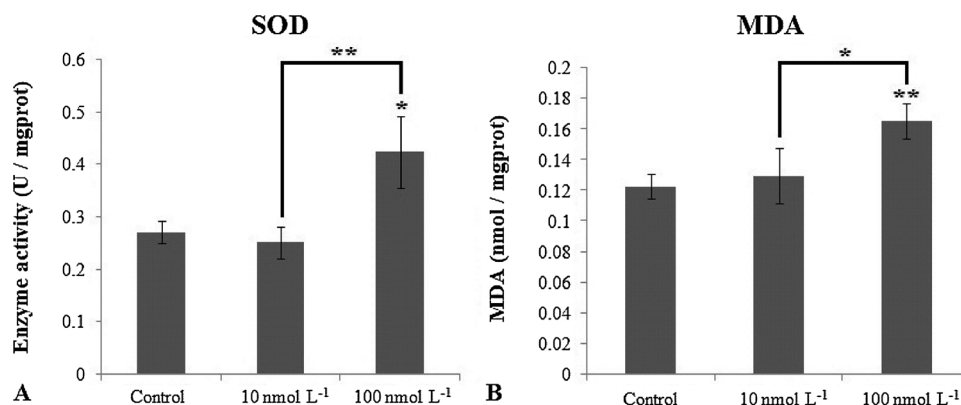 SOD
**
*
Enzyme activity (U / mgprot)
0.6
0.5
0.4
0.3
0.2
0.1
0
Control
10 nmol L-1
100 nmol L-1
A
MDA
*
**
MDA (nmol / mgprot)
0.2
0.18
0.16
0.14
0.12
0.1
0.08
0.06
0.04
0.02
0
Control
10 nmol L-1
100 nmol L-1
B